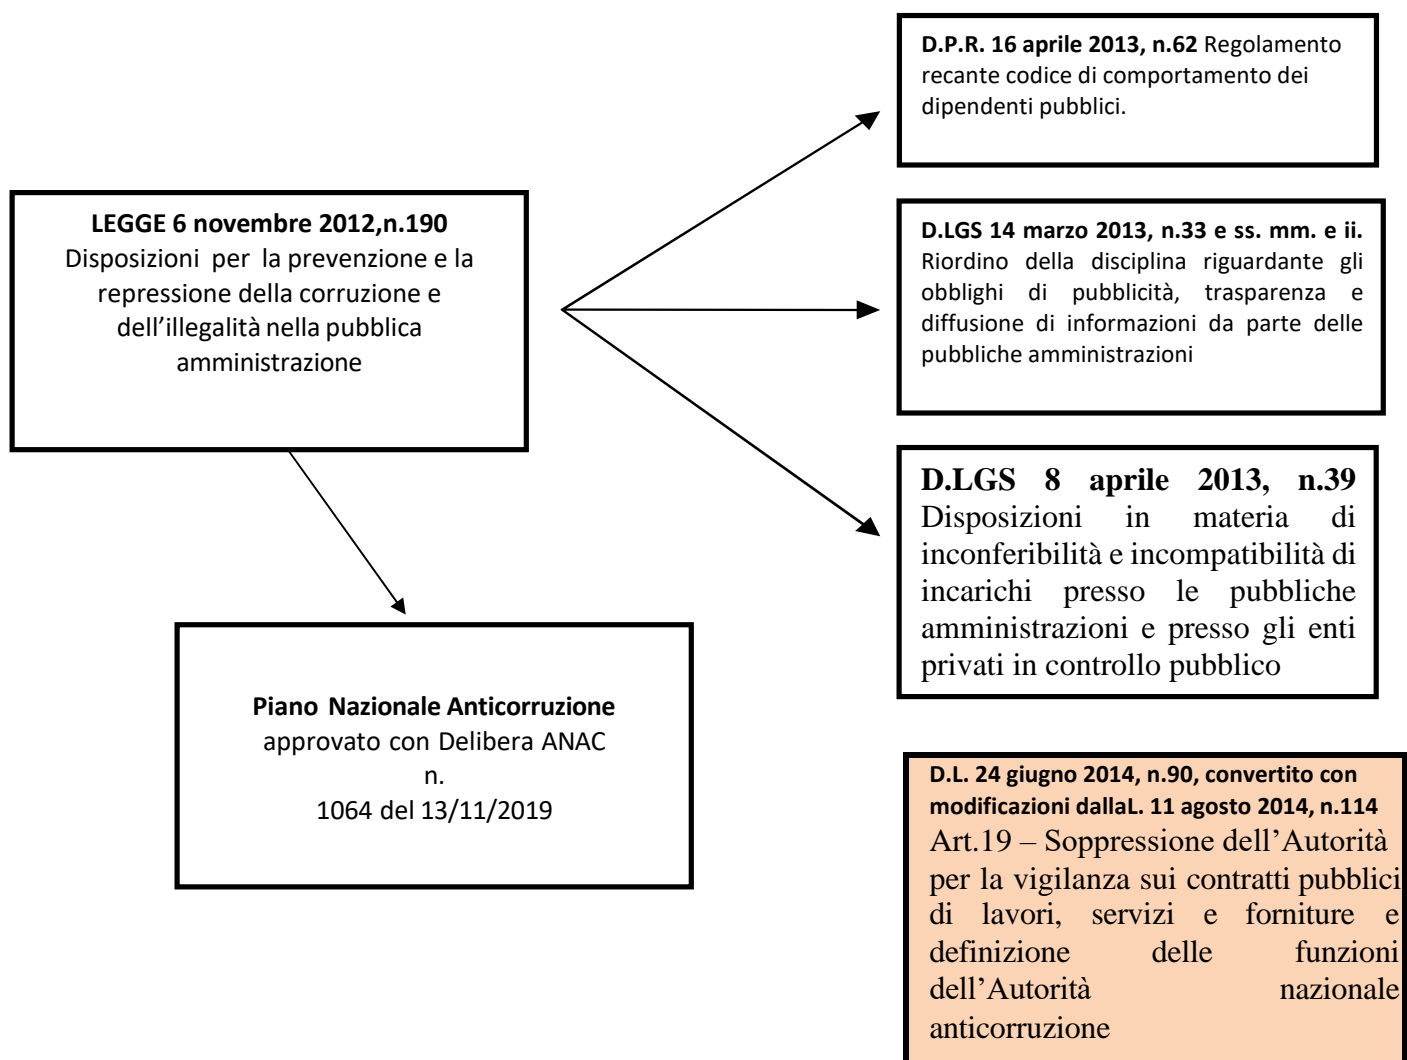 LEGGE 6 novembre 2012,n.190
Disposizioni per la prevenzione e la
repressione della corruzione e
dell’illegalità nella pubblica
amministrazione
Piano Nazionale Anticorruzione
approvato con Delibera ANAC
n.
1064 del 13/11/2019
D.P.R. 16 aprile 2013, n.62 Regolamento
recante codice di comportamento dei
dipendenti pubblici.
D.LGS 14 marzo 2013, n.33 e ss. mm. e ii.
Riordino della disciplina riguardante gli
obblighi di pubblicità, trasparenza e
diffusione di informazioni da parte delle
pubbliche amministrazioni
D.LGS 8 aprile 2013, n.39
Disposizioni in materia di
inconferibilità e incompatibilità di
incarichi presso le pubbliche
amministrazioni e presso gli enti
privati in controllo pubblico
D.L. 24 giugno 2014, n.90, convertito con
modificazioni dallaL. 11 agosto 2014, n.114
Art.19 – Soppressione dell’Autorità
per la vigilanza sui contratti pubblici
di lavori, servizi e forniture e
definizione delle funzioni
dell’Autorità nazionale
anticorruzione